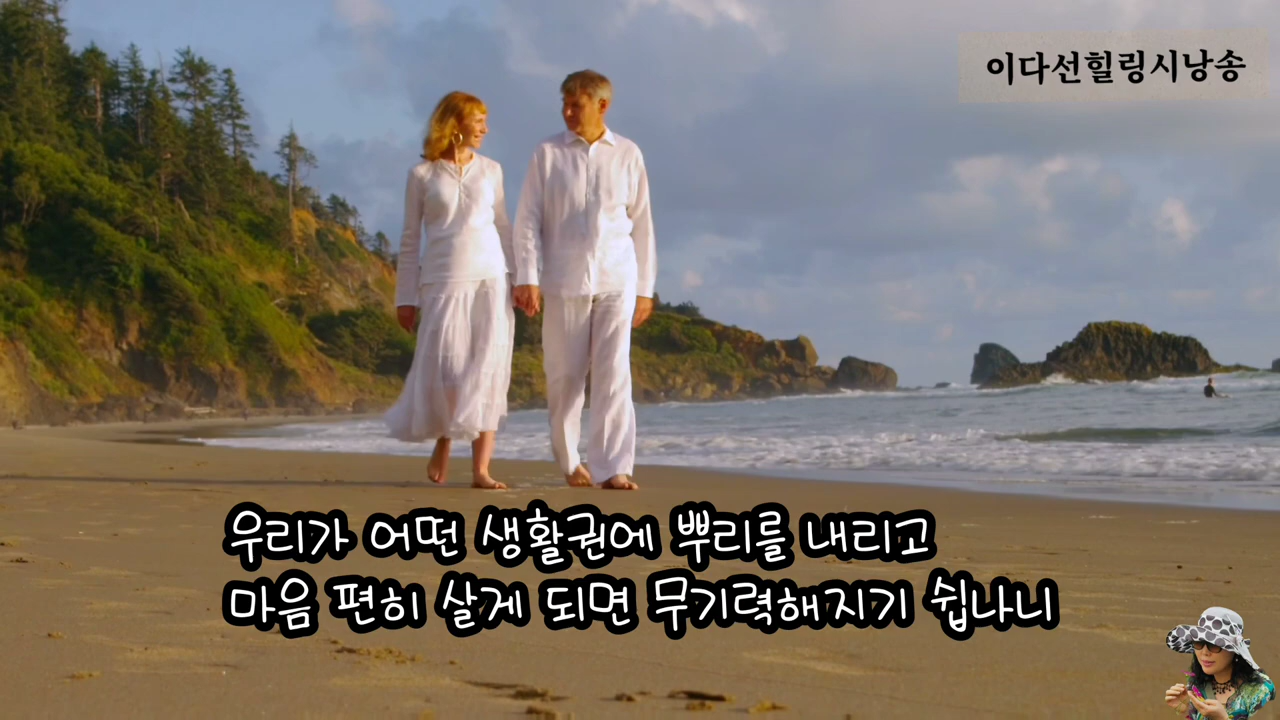 이다선힐링시낭송
우리가 어떤 생활권에 뿌리를 내리고
마음 편히 살게 되면 무기력해지기 쉽나니